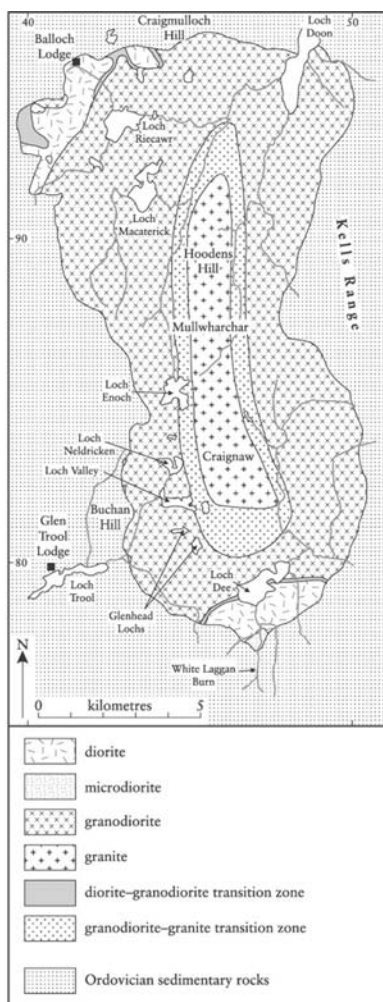 40
50
Craigmulloch
Hill
Balloch
Lodge
Loch
Doon
Loch
Riecawr
Loch
Macaterick
90
Kells Range
Hoodens
Hill
Mullwharchar
Loch
Enoch
Loch
Neldricken
Craignaw
Loch Valley
Buchan
Hill
Glen
Trool
Lodge
80
Loch
Dee
Loch
Trool
Glenhead
Lochs
N
White Laggan
Burn
0 kilometres 5
diorite
microdiorite
granodiorite
granite
diorite–granodiorite transition zone
granodiorite–granite transition zone
Ordovician sedimentary rocks